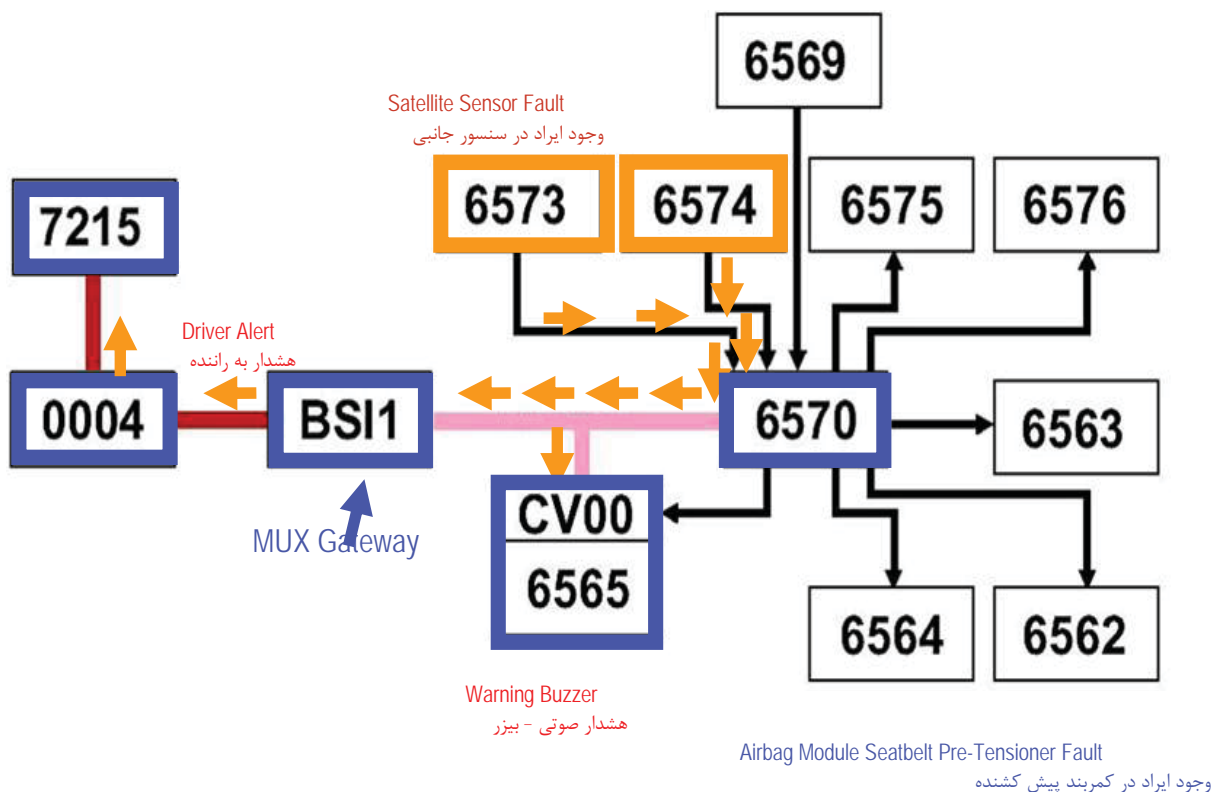 6569
Satellite Sensor Fault
وجود ایراد در سنسور جانبی
6573
6574
6575
6576
7215
Driver Alert
هشدار به راننده
0004
BSI1
6570
6563
MUX Gateway
CV00
6565
6564
6562
Warning Buzzer
هشدار صوتی - بیزر
Airbag Module Seatbelt Pre-Tensioner Fault
وجود ایراد در کمربند پیش کشنده